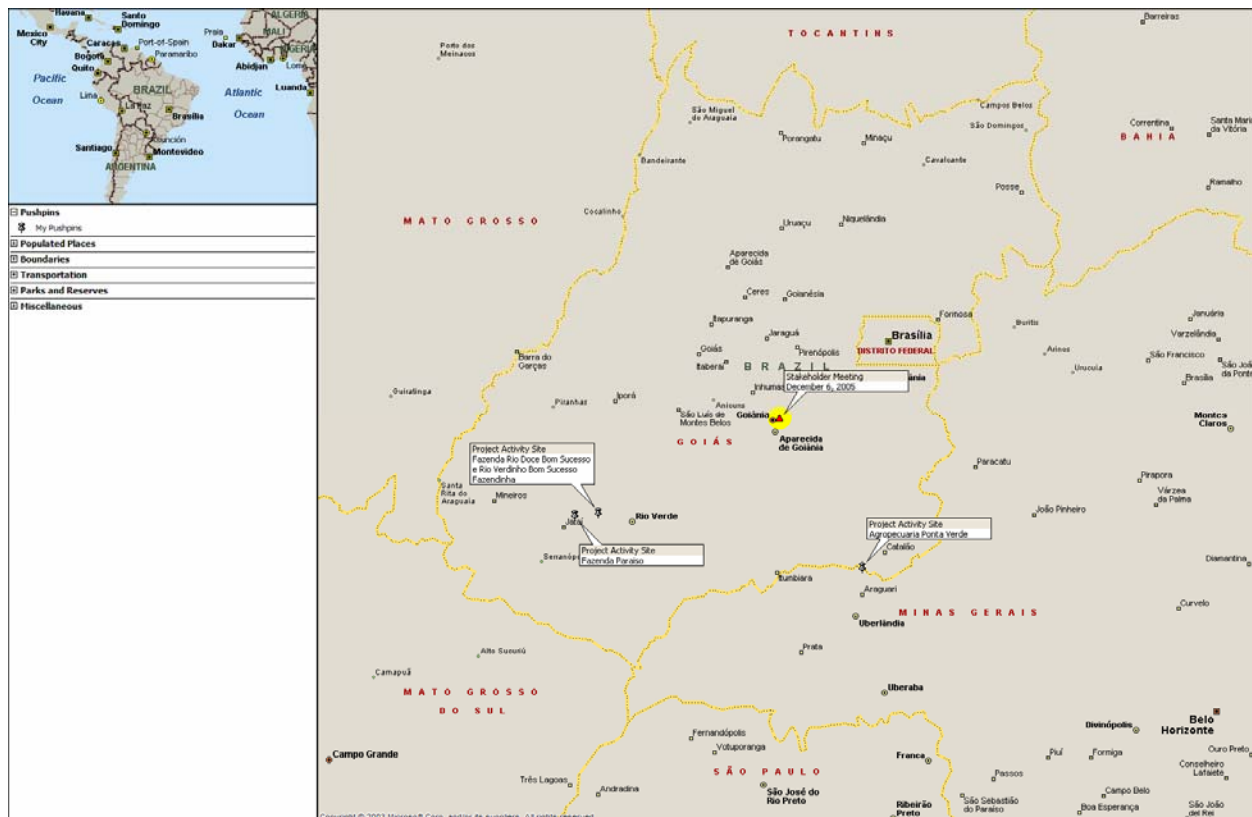 Havana
Santo
Domingo
Mexico
City
Caracas
Port-of-Spain
Paramaribo
Bogotá
Quito
Pacific
Ocean
Lima
BRAZIL
La Paz
Brasília
Asunción
Santiago
Montevideo
ARGENTINA
Atlantic
Ocean
Praia
Dakar
MALI
ALGERIA
Abidjan
Lomé
Luanda
Pushpins
My Pushpins
Populated Places
Boundaries
Transportation
Parks and Reserves
Miscellaneous
TOCANTINS
Barreiras
Porto dos
Meinacos
São Miguel
do Araguaia
Campos Belos
São Domingos
Correntina
Santa Maria
da Vitória
BAHIA
Porangatu
Minaçu
Bandeirante
Cavalcante
Posse
Ramalho
Cocalinho
MATO GROSSO
Uruaçu
Niquelândia
Aparecida
de Goiás
Ceres
Goianésia
Itapuranga
Jaraguá
Goiás
Pirenópolis
Itaberaí
BRAZIL
Brasília
DISTRITO FEDERAL
Formosa
Buritis
Arinos
Urucuia
Januária
Varzelândia
São Francisco
São João
da Ponte
Brasília
Barra do
Garças
Guiratinga
Piranhas
Iporá
Anicuns
Inhumas
Stakeholder Meeting
December 6, 2005
São Luís de
Montes Belos
Goiânia
Aparecida
de Goiânia
GOIÁS
Montes
Claros
Project Activity Site
Fazenda Rio Doce Bom Sucesso
e Rio Verdinho Bom Sucesso
Fazendinha
Santa
Rita do
Araguaia
Mineiros
Jataí
Rio Verde
Project Activity Site
Fazenda Paraiso
Paracatu
Pirapora
Várzea
da Palma
João Pinheiro
Project Activity Site
Agropecuaria Ponta Verde
Catalão
Itumbiara
Araguari
Diamantina
Curvelo
MINAS GERAIS
Uberlândia
Prata
Alto Sucuriú
Camapuã
MATO GROSSO
DO SUL
Uberaba
Belo
Horizonte
Divinópolis
Campo Grande
Fernandópolis
Votuporanga
SÃO PAULO
Franca
Piuí
Formiga
Ouro Preto
Conselheiro
Lafaiete
Três Lagoas
Andradina
São José do
Rio Preto
Passos
Ribeirão
Preto
São Sebastião
do Paraíso
Campo Belo
Boa Esperança
São João
del Rei